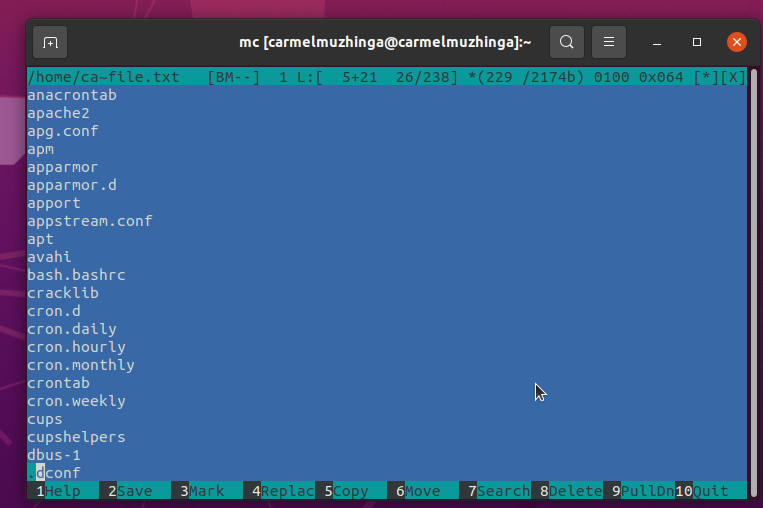 mc [carmelmuzhinga@carmelmuzhinga]:~
/home/ca~file.txt   [BM--]  1 L:[  5+21  26/238] *(229 /2174b) 0100 0x064 [*][X]
anacrontab
apache2
apg.conf
apm
apparmor
apparmor.d
apport
appstream.conf
apt
avahi
bash.bashrc
cracklib
cron.d
cron.daily
cron.hourly
cron.monthly
crontab
cron.weekly
cups
cupshelpers
dbus-1
.dconf
1Help  2Save  3Mark  4Replac 5Copy  6Move  7Search 8Delete 9PullDn 10Quit